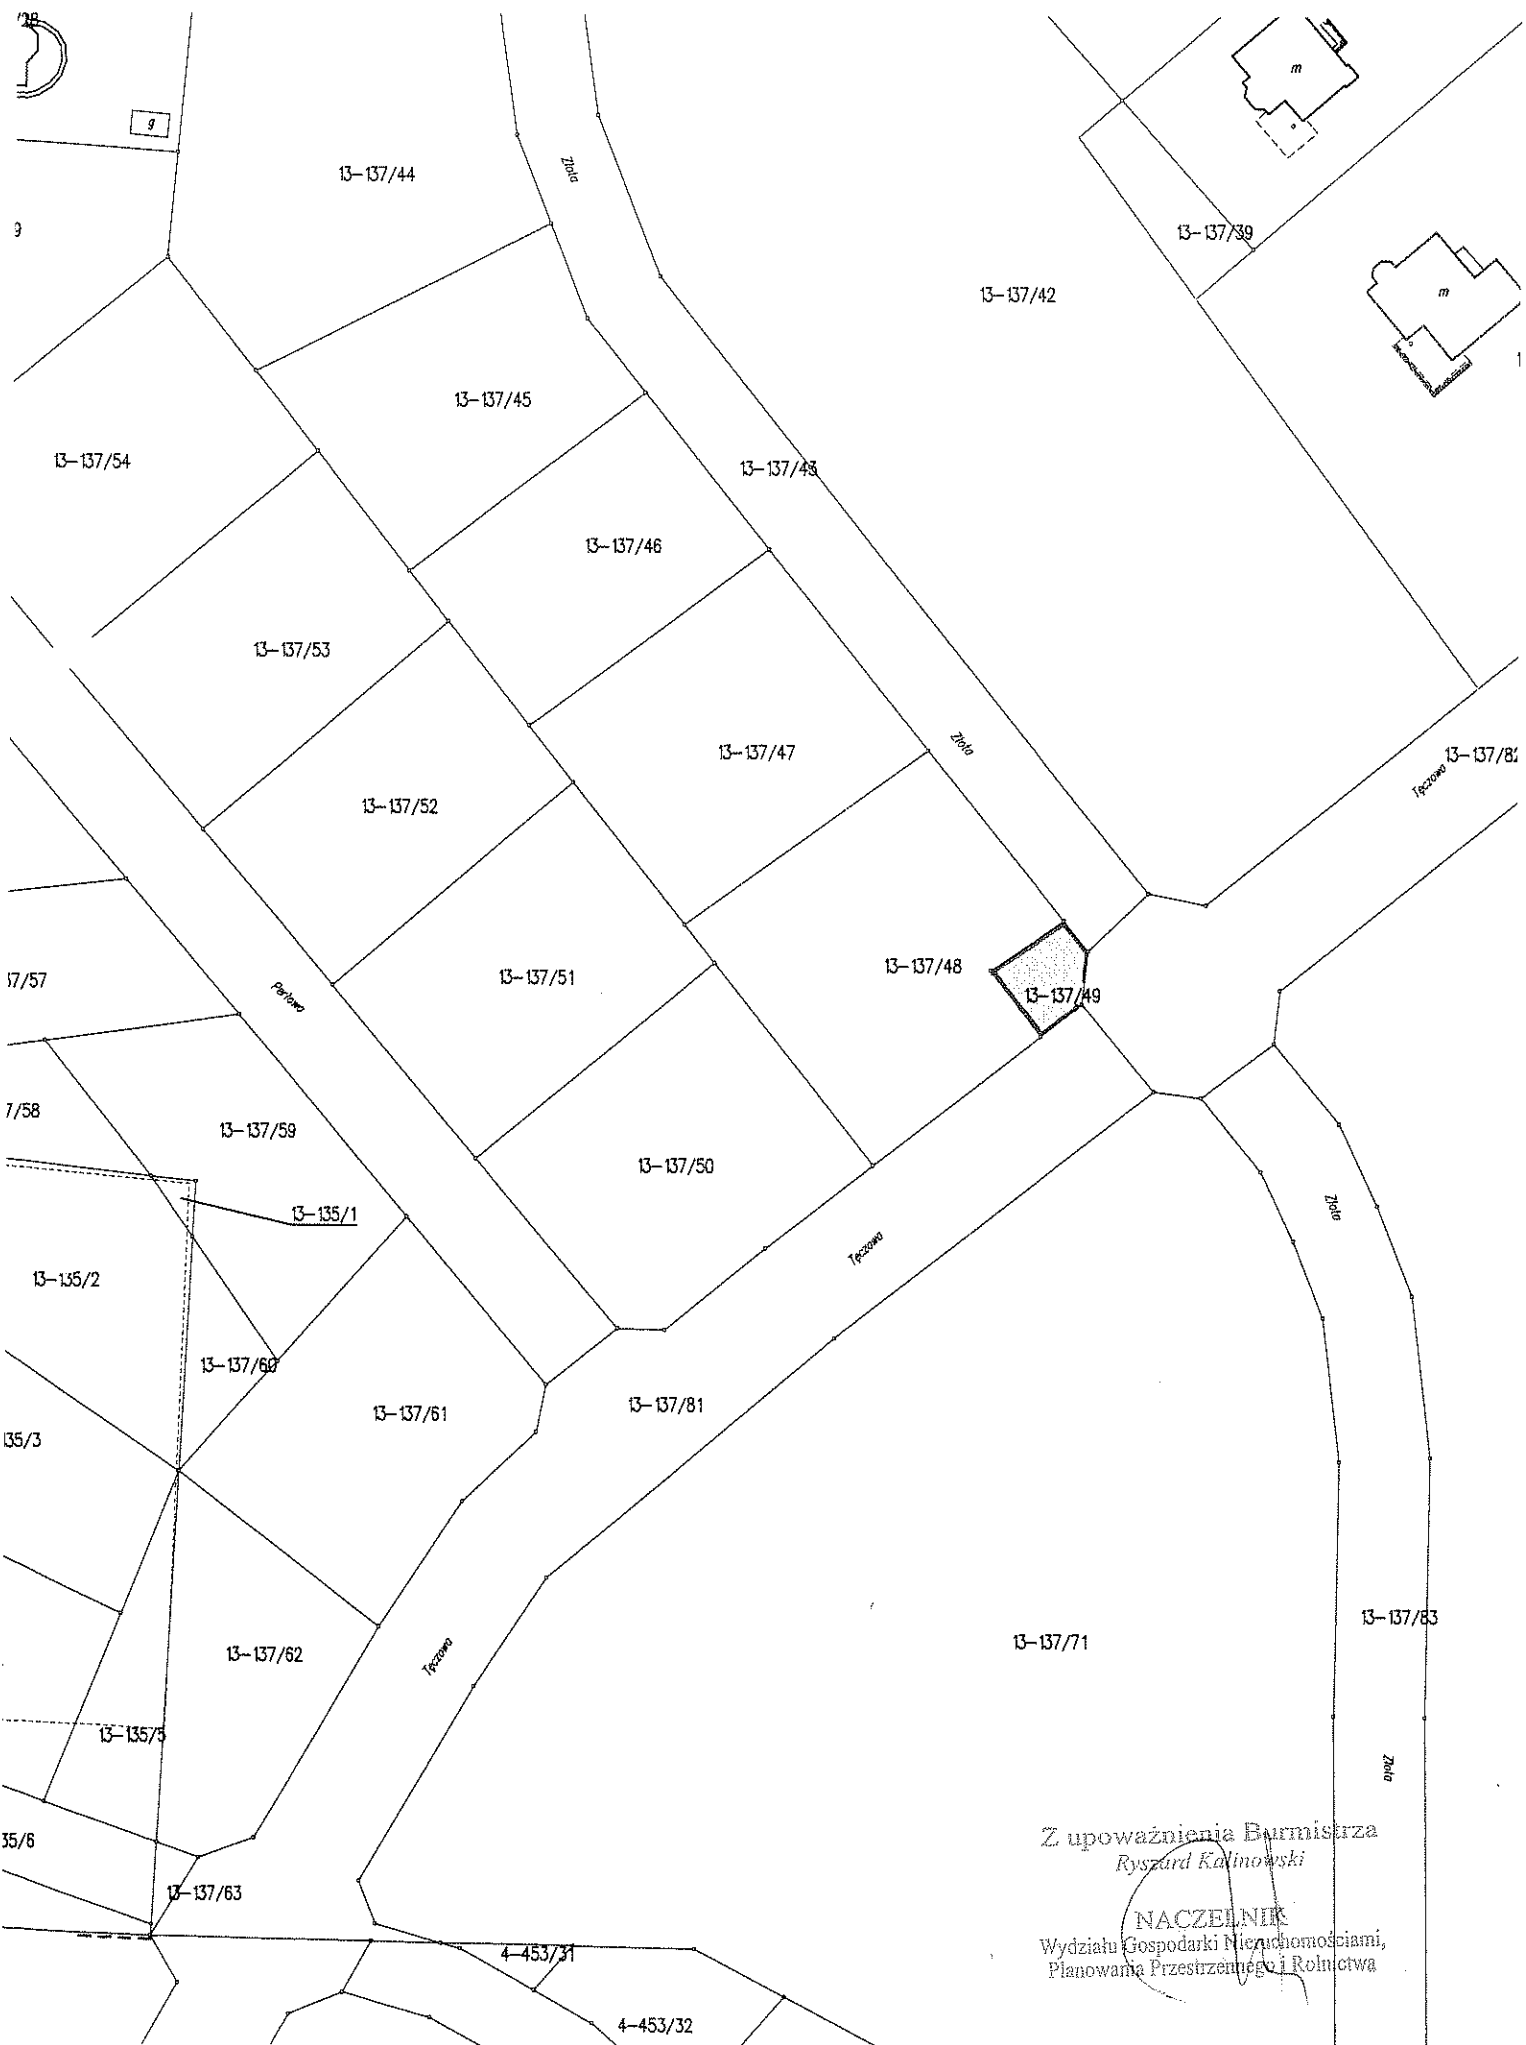 g
m
13-137/44
Złota
9
13-137/39
13-137/42
m
13-137/45
13-137/54
13-137/43
13-137/46
13-137/53
Złota
13-137/47
13-137/82
Tęczowa
13-137/52
13-137/48
13-137/51
37/57
Perłowa
13-137/49
7/58
13-137/59
13-137/50
13-135/1
Złota
Tęczowa
13-135/2
13-137/60
13-137/61
13-137/81
135/3
13-137/83
13-137/71
13-137/62
Tęczowa
13-135/5
Złota
Z upoważnienia Burmistrza
35/6
Ryszard Kalinowski
13-137/63
NACZELNIK
Wydziału Gospodarki Nieruchomościami,
4-453/31
Planowania Przestrzennego i Rolnictwa
4-453/32